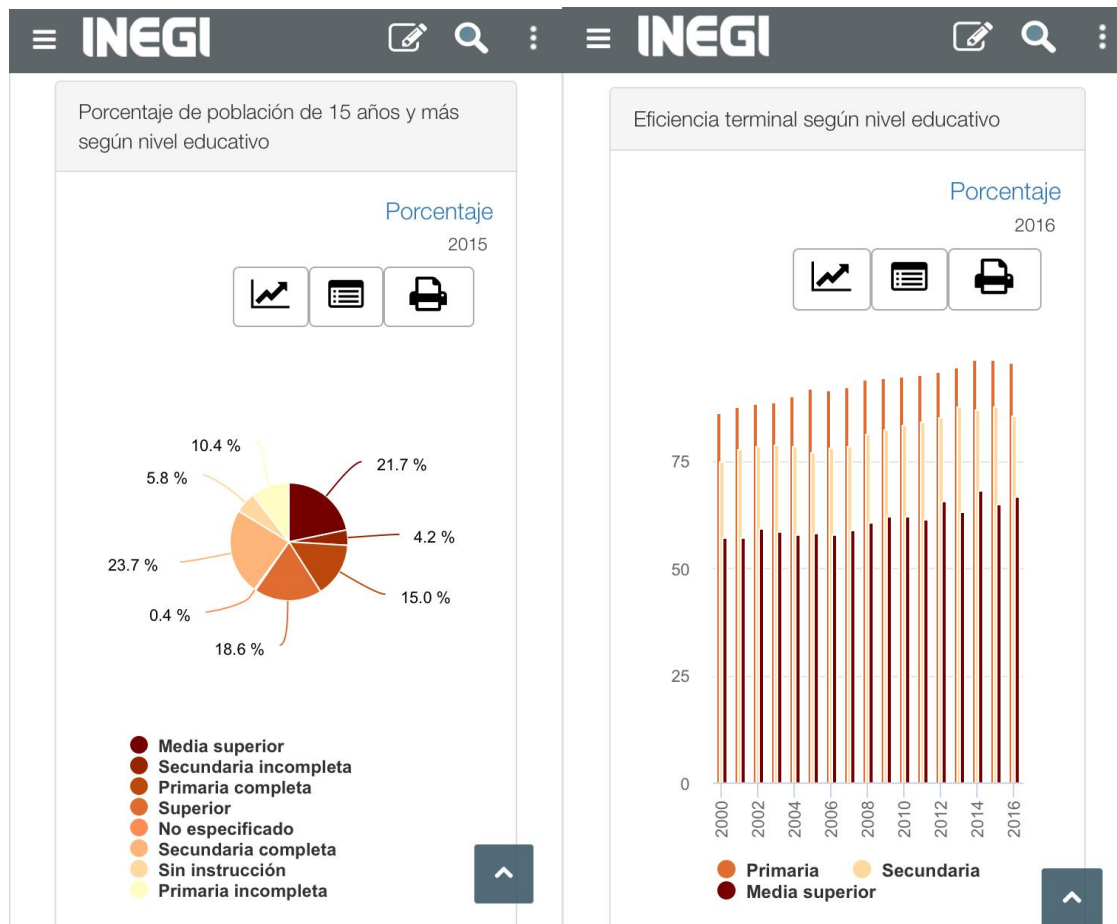 INEGI
Porcentaje de población de 15 años y más
según nivel educativo
Porcentaje
2015
10.4 %
21.7 %
5.8 %
4.2 %
23.7 %
15.0 %
0.4 %
18.6 %
Media superior
Secundaria incompleta
Primaria completa
Superior
No especificado
Secundaria completa
Sin instrucción
Primaria incompleta
INEGI
Eficiencia terminal según nivel educativo
Porcentaje
2016
75
50
25
0
2000
2002
2004
2006
2008
2010
2012
2014
2016
Primaria
Secundaria
Media superior